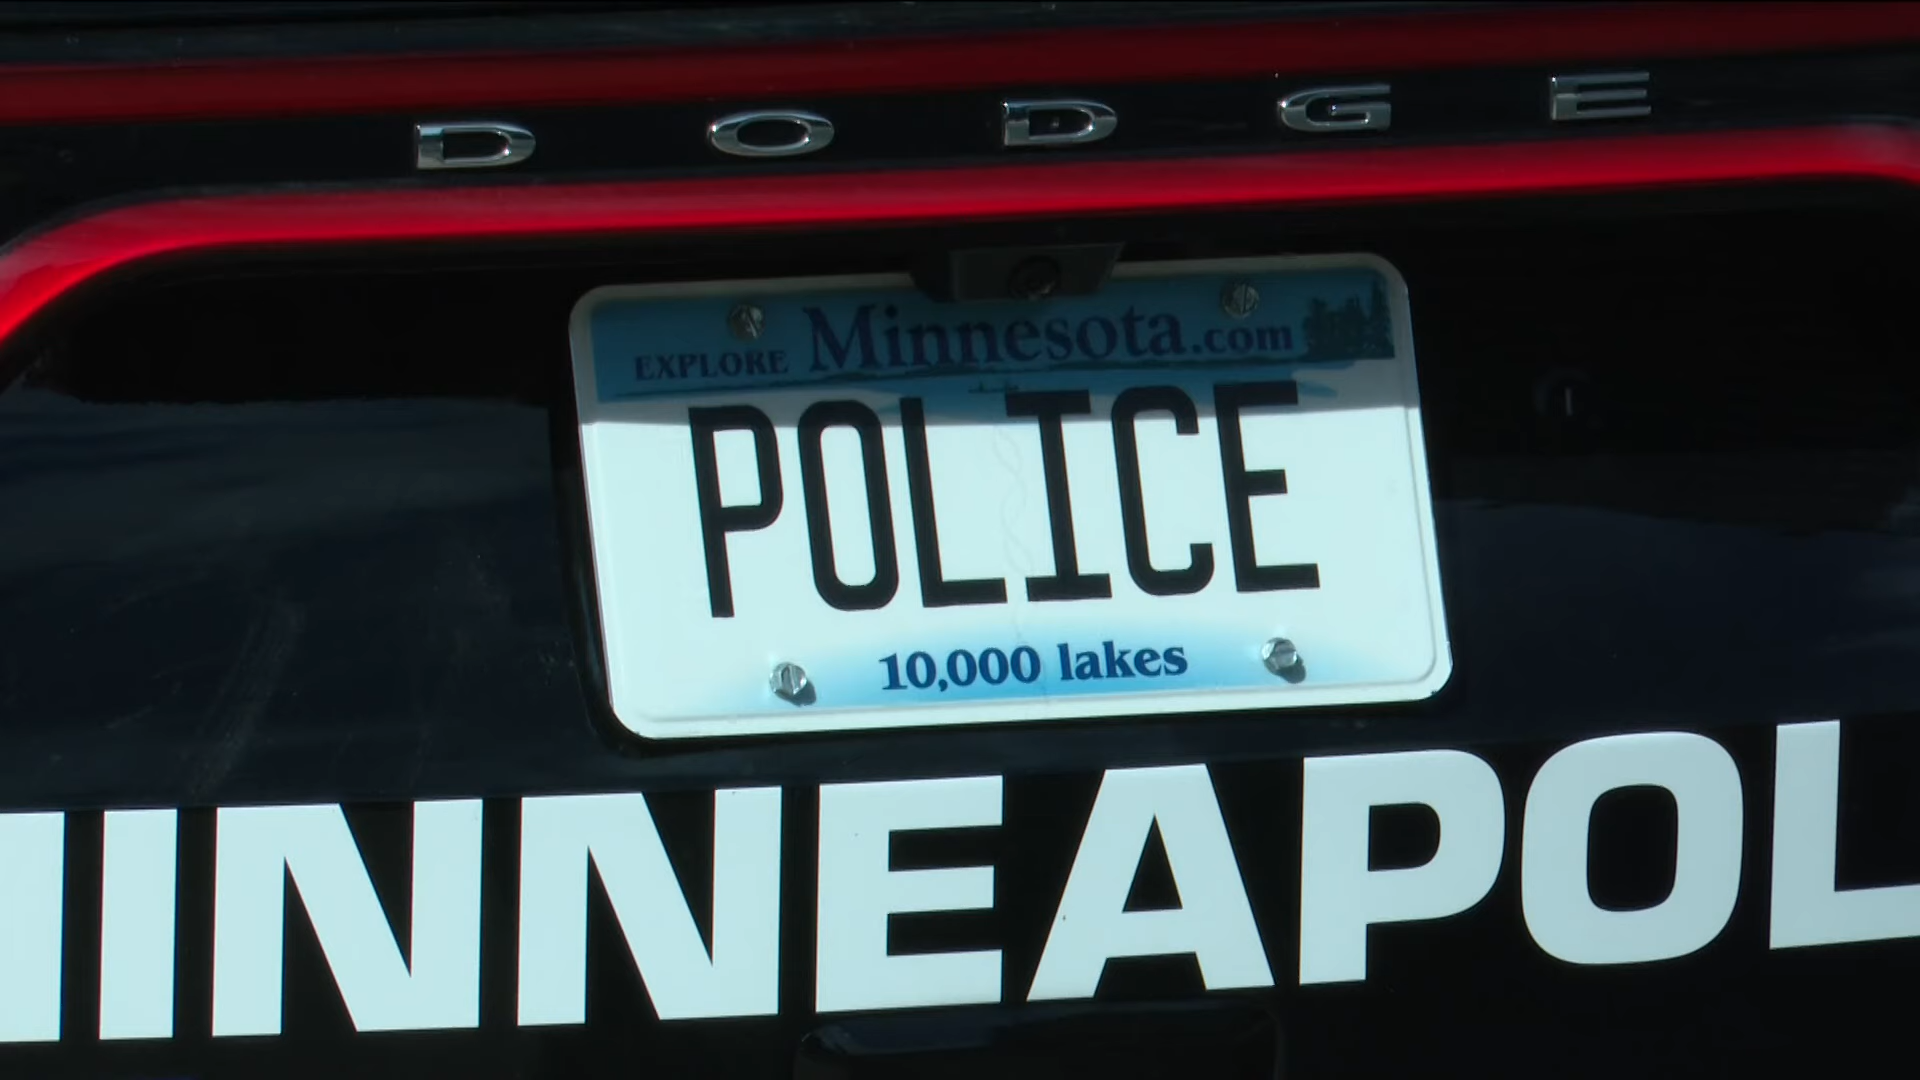 DODGE
EXPLORE Minnesota.com
POLICE
10,000 lakes
INNEAPOL